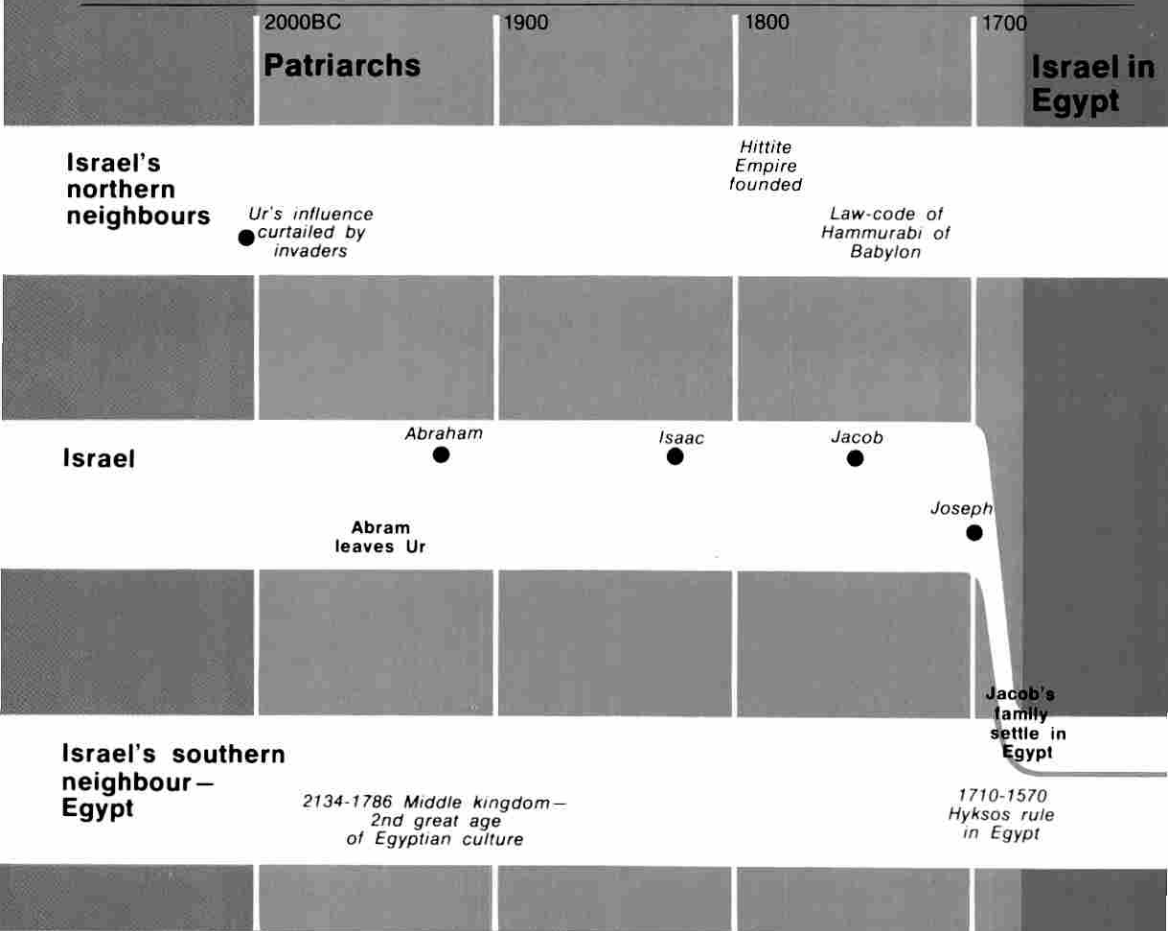 2000BC 1900 1800 1700
Patriarchs
Israel in
Egypt
Israel's
northern
neighbours
Ur's influence
curtailed by
invaders
Hittite
Empire
founded
Law-code of
Hammurabi of
Babylon
Israel
Abraham
Isaac
Jacob
Joseph
Abram
leaves Ur
Jacob's
family
settle in
Egypt
Israel's southern
neighbour—
Egypt
2134-1786 Middle kingdom—
2nd great age
of Egyptian culture
1710-1570
Hyksos rule
in Egypt